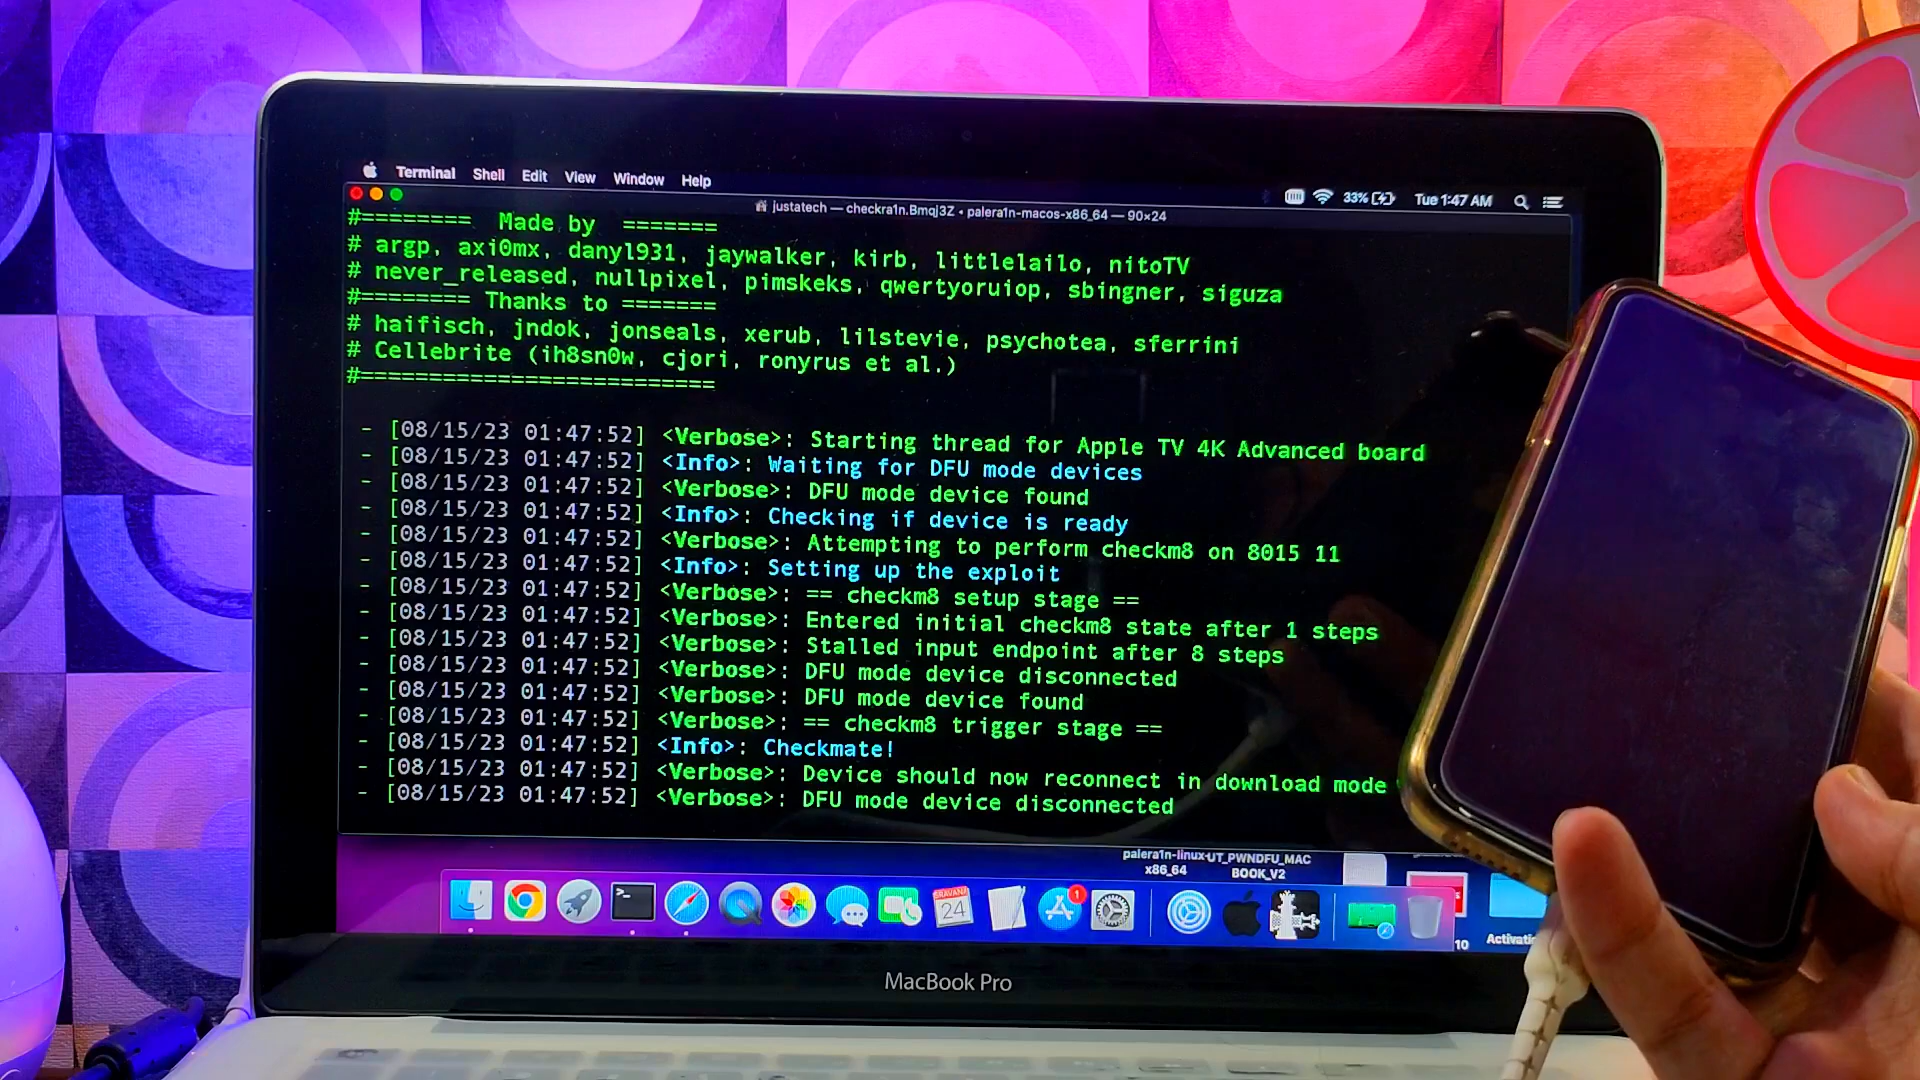 Terminal Shell Edit View Window Help
33% Tue 1:47 AM
justatech — checkra1n.Bmqj3Z • palera1n-macos-x86_64 — 90×24
#======== Made by =======
# argp, axi0mx, danyl931, jaywalker, kirb, littlelailo, nitoTV
# never_released, nullpixel, pimskeks, qwertyoruiop, sbingner, siguza
#======== Thanks to =======
# haifisch, jndok, jonseals, xerub, lilstevie, psychotea, sferrini
# Cellebrite (ih8sn0w, cjori, ronyrus et al.)
#==========================
- [08/15/23 01:47:52] <Verbose>: Starting thread for Apple TV 4K Advanced board
- [08/15/23 01:47:52] <Info>: Waiting for DFU mode devices
- [08/15/23 01:47:52] <Verbose>: DFU mode device found
- [08/15/23 01:47:52] <Info>: Checking if device is ready
- [08/15/23 01:47:52] <Verbose>: Attempting to perform checkm8 on 8015 11
- [08/15/23 01:47:52] <Info>: Setting up the exploit
- [08/15/23 01:47:52] <Verbose>: == checkm8 setup stage ==
- [08/15/23 01:47:52] <Verbose>: Entered initial checkm8 state after 1 steps
- [08/15/23 01:47:52] <Verbose>: Stalled input endpoint after 8 steps
- [08/15/23 01:47:52] <Verbose>: DFU mode device disconnected
- [08/15/23 01:47:52] <Verbose>: DFU mode device found
- [08/15/23 01:47:52] <Verbose>: == checkm8 trigger stage ==
- [08/15/23 01:47:52] <Info>: Checkmate!
- [08/15/23 01:47:52] <Verbose>: Device should now reconnect in download mode
- [08/15/23 01:47:52] <Verbose>: DFU mode device disconnected
palera1n-linux-
x86_64
UT_PWNDFU_MAC
BOOK_V2
24
1
10
MacBook Pro